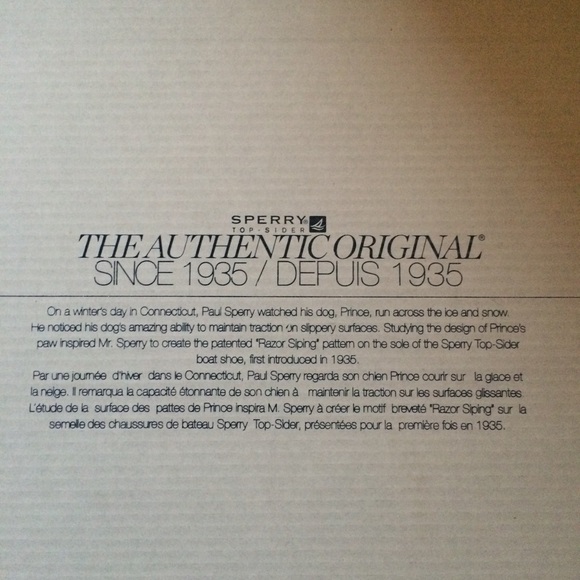 SPERRY®
TOP-SIDER
THE AUTHENTIC ORIGINAL®
SINCE 1935 / DEPUIS 1935
On a winter's day in Connecticut, Paul Sperry watched his dog, Prince, run across the ice and snow.
He noticed his dog's amazing ability to maintain traction on slippery surfaces. Studying the design of Prince's
paw inspired Mr. Sperry to create the patented "Razor Siping" pattern on the sole of the Sperry Top-Sider
boat shoe, first introduced in 1935.
Par une journée d'hiver dans le Connecticut, Paul Sperry regarda son chien Prince courir sur la glace et
la neige. Il remarqua la capacité étonnante de son chien à maintenir la traction sur les surfaces glissantes.
L'étude de la surface des pattes de Prince inspira M. Sperry à créer le motif breveté "Razor Siping" sur la
semelle des chaussures de bateau Sperry Top-Sider, présentées pour la première fois en 1935.